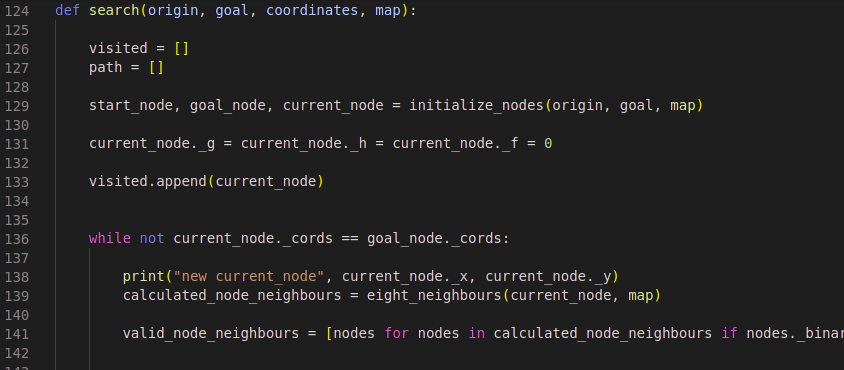 124 def search(origin, goal, coordinates, map):
125
126 visited = []
127 path = []
128
129 start_node, goal_node, current_node = initialize_nodes(origin, goal, map)
130
131 current_node._g = current_node._h = current_node._f = 0
132
133 visited.append(current_node)
134
135
136 while not current_node._cords == goal_node._cords:
137
138 print("new current_node", current_node._x, current_node._y)
139 calculated_node_neighbours = eight_neighbours(current_node, map)
140
141 valid_node_neighbours = [nodes for nodes in calculated_node_neighbours if nodes._binar
142